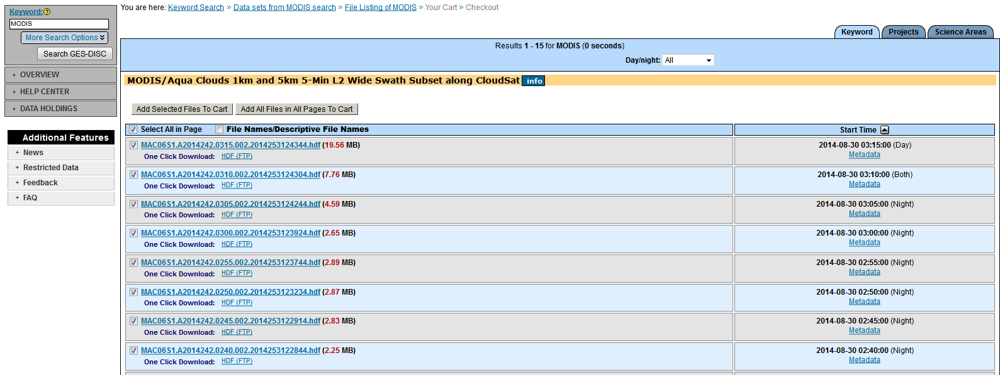 You are here: Keyword Search » Data sets from MODIS search » File Listing of MODIS » Your Cart » Checkout
Keyword:?
MODIS
More Search Options
Search GES-DISC
+ OVERVIEW
+ HELP CENTER
+ DATA HOLDINGS
Additional Features
+ News
+ Restricted Data
+ Feedback
+ FAQ
Keyword Projects Science Areas
Results 1 - 15 for MODIS (0 seconds)
Day/night: All
MODIS/Aqua Clouds 1km and 5km 5-Min L2 Wide Swath Subset along CloudSat info
Add Selected Files To Cart Add All Files in All Pages To Cart
Select All in Page File Names/Descriptive File Names Start Time
MAC06S1.A2014242.0315.002.2014253124344.hdf (19.56 MB) 2014-08-30 03:15:00 (Day)
One Click Download: HDF (FTP) Metadata
MAC06S1.A2014242.0310.002.2014253124304.hdf (7.76 MB) 2014-08-30 03:10:00 (Both)
One Click Download: HDF (FTP) Metadata
MAC06S1.A2014242.0305.002.2014253124244.hdf (4.59 MB) 2014-08-30 03:05:00 (Night)
One Click Download: HDF (FTP) Metadata
MAC06S1.A2014242.0300.002.2014253123924.hdf (2.65 MB) 2014-08-30 03:00:00 (Night)
One Click Download: HDF (FTP) Metadata
MAC06S1.A2014242.0255.002.2014253123744.hdf (2.89 MB) 2014-08-30 02:55:00 (Night)
One Click Download: HDF (FTP) Metadata
MAC06S1.A2014242.0250.002.2014253123234.hdf (2.87 MB) 2014-08-30 02:50:00 (Night)
One Click Download: HDF (FTP) Metadata
MAC06S1.A2014242.0245.002.2014253122914.hdf (2.83 MB) 2014-08-30 02:45:00 (Night)
One Click Download: HDF (FTP) Metadata
MAC06S1.A2014242.0240.002.2014253122844.hdf (2.25 MB) 2014-08-30 02:40:00 (Night)
One Click Download: HDF (FTP) Metadata